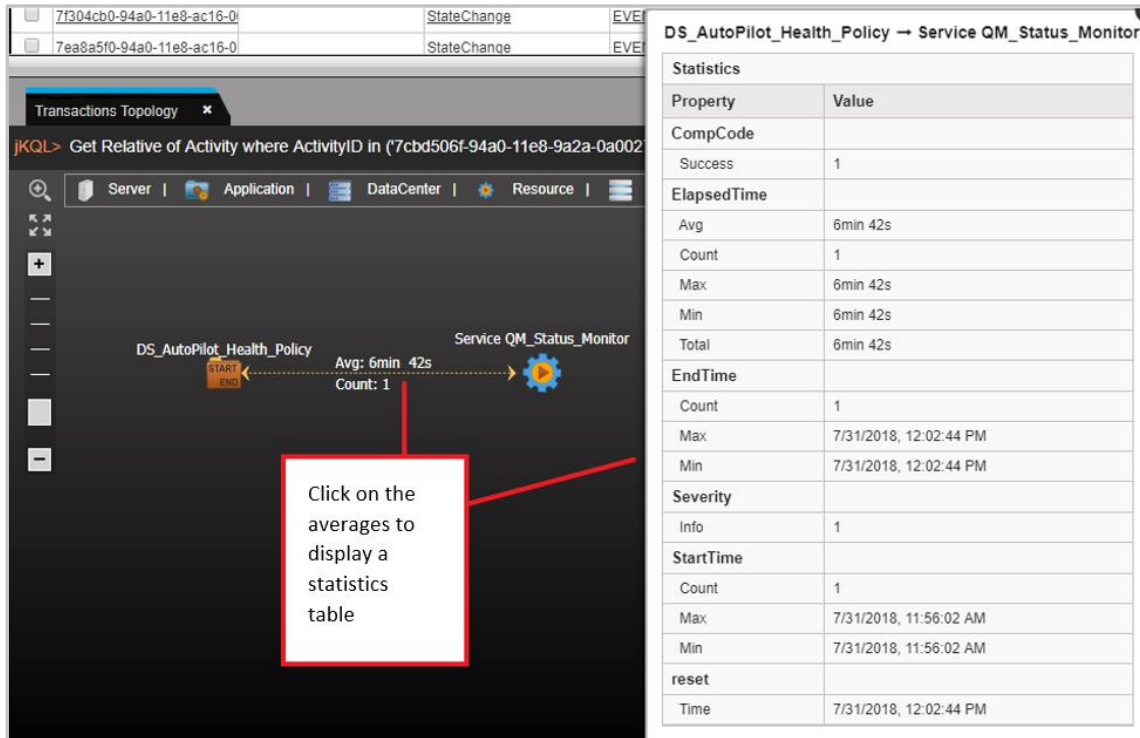 7f304cb0-94a0-11e8-ac16-0 StateChange EVE
7ea8a5f0-94a0-11e8-ac16-0 StateChange EVE
Transactions Topology ×
jKQL> Get Relative of Activity where ActivityID in ('7cbd506f-94a0-11e8-9a2a-0a002
Server | Application | DataCenter | Resource |
DS_AutoPilot_Health_Policy
START
END
Avg: 6min 42s
Count: 1
Service QM_Status_Monitor
Click on the
averages to
display a
statistics
table
DS_AutoPilot_Health_Policy → Service QM_Status_Monitor
Statistics
Property Value
CompCode
Success 1
ElapsedTime
Avg 6min 42s
Count 1
Max 6min 42s
Min 6min 42s
Total 6min 42s
EndTime
Count 1
Max 7/31/2018, 12:02:44 PM
Min 7/31/2018, 12:02:44 PM
Severity
Info 1
StartTime
Count 1
Max 7/31/2018, 11:56:02 AM
Min 7/31/2018, 11:56:02 AM
reset
Time 7/31/2018, 12:02:44 PM